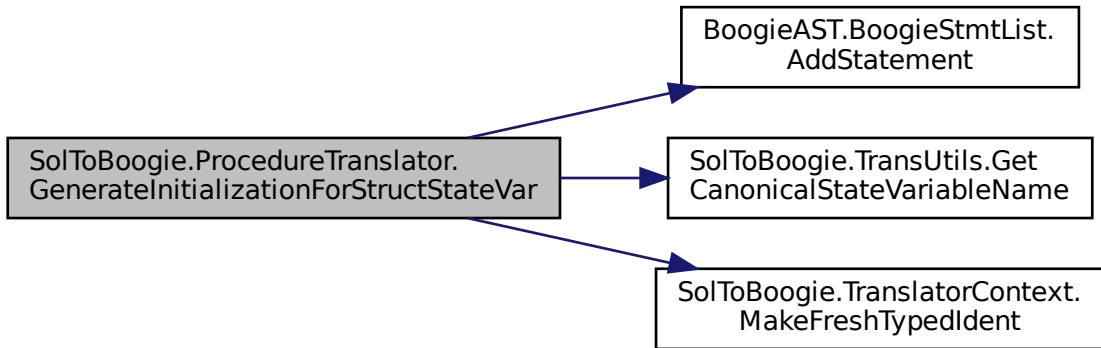 BoogieAST.BoogieStmtList.
AddStatement
SolToBoogie.ProcedureTranslator.
GenerateInitializationForStructStateVar
SolToBoogie.TransUtils.Get
CanonicalStateVariableName
SolToBoogie.TranslatorContext.
MakeFreshTypedIdent